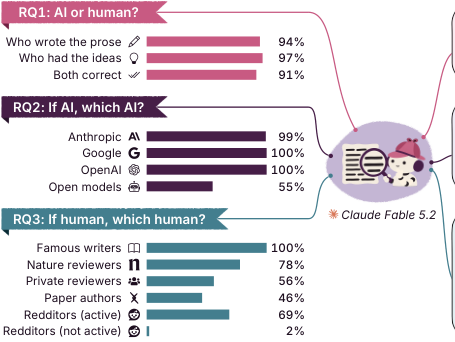 RQ1: AI or human?
Who wrote the prose 94%
Who had the ideas 97%
Both correct 91%
RQ2: If AI, which AI?
Anthropic 99%
Google 100%
OpenAI 100%
Open models 55%
Claude Fable 5.2
RQ3: If human, which human?
Famous writers 100%
Nature reviewers 78%
Private reviewers 56%
Paper authors 46%
Redditors (active) 69%
Redditors (not active) 2%